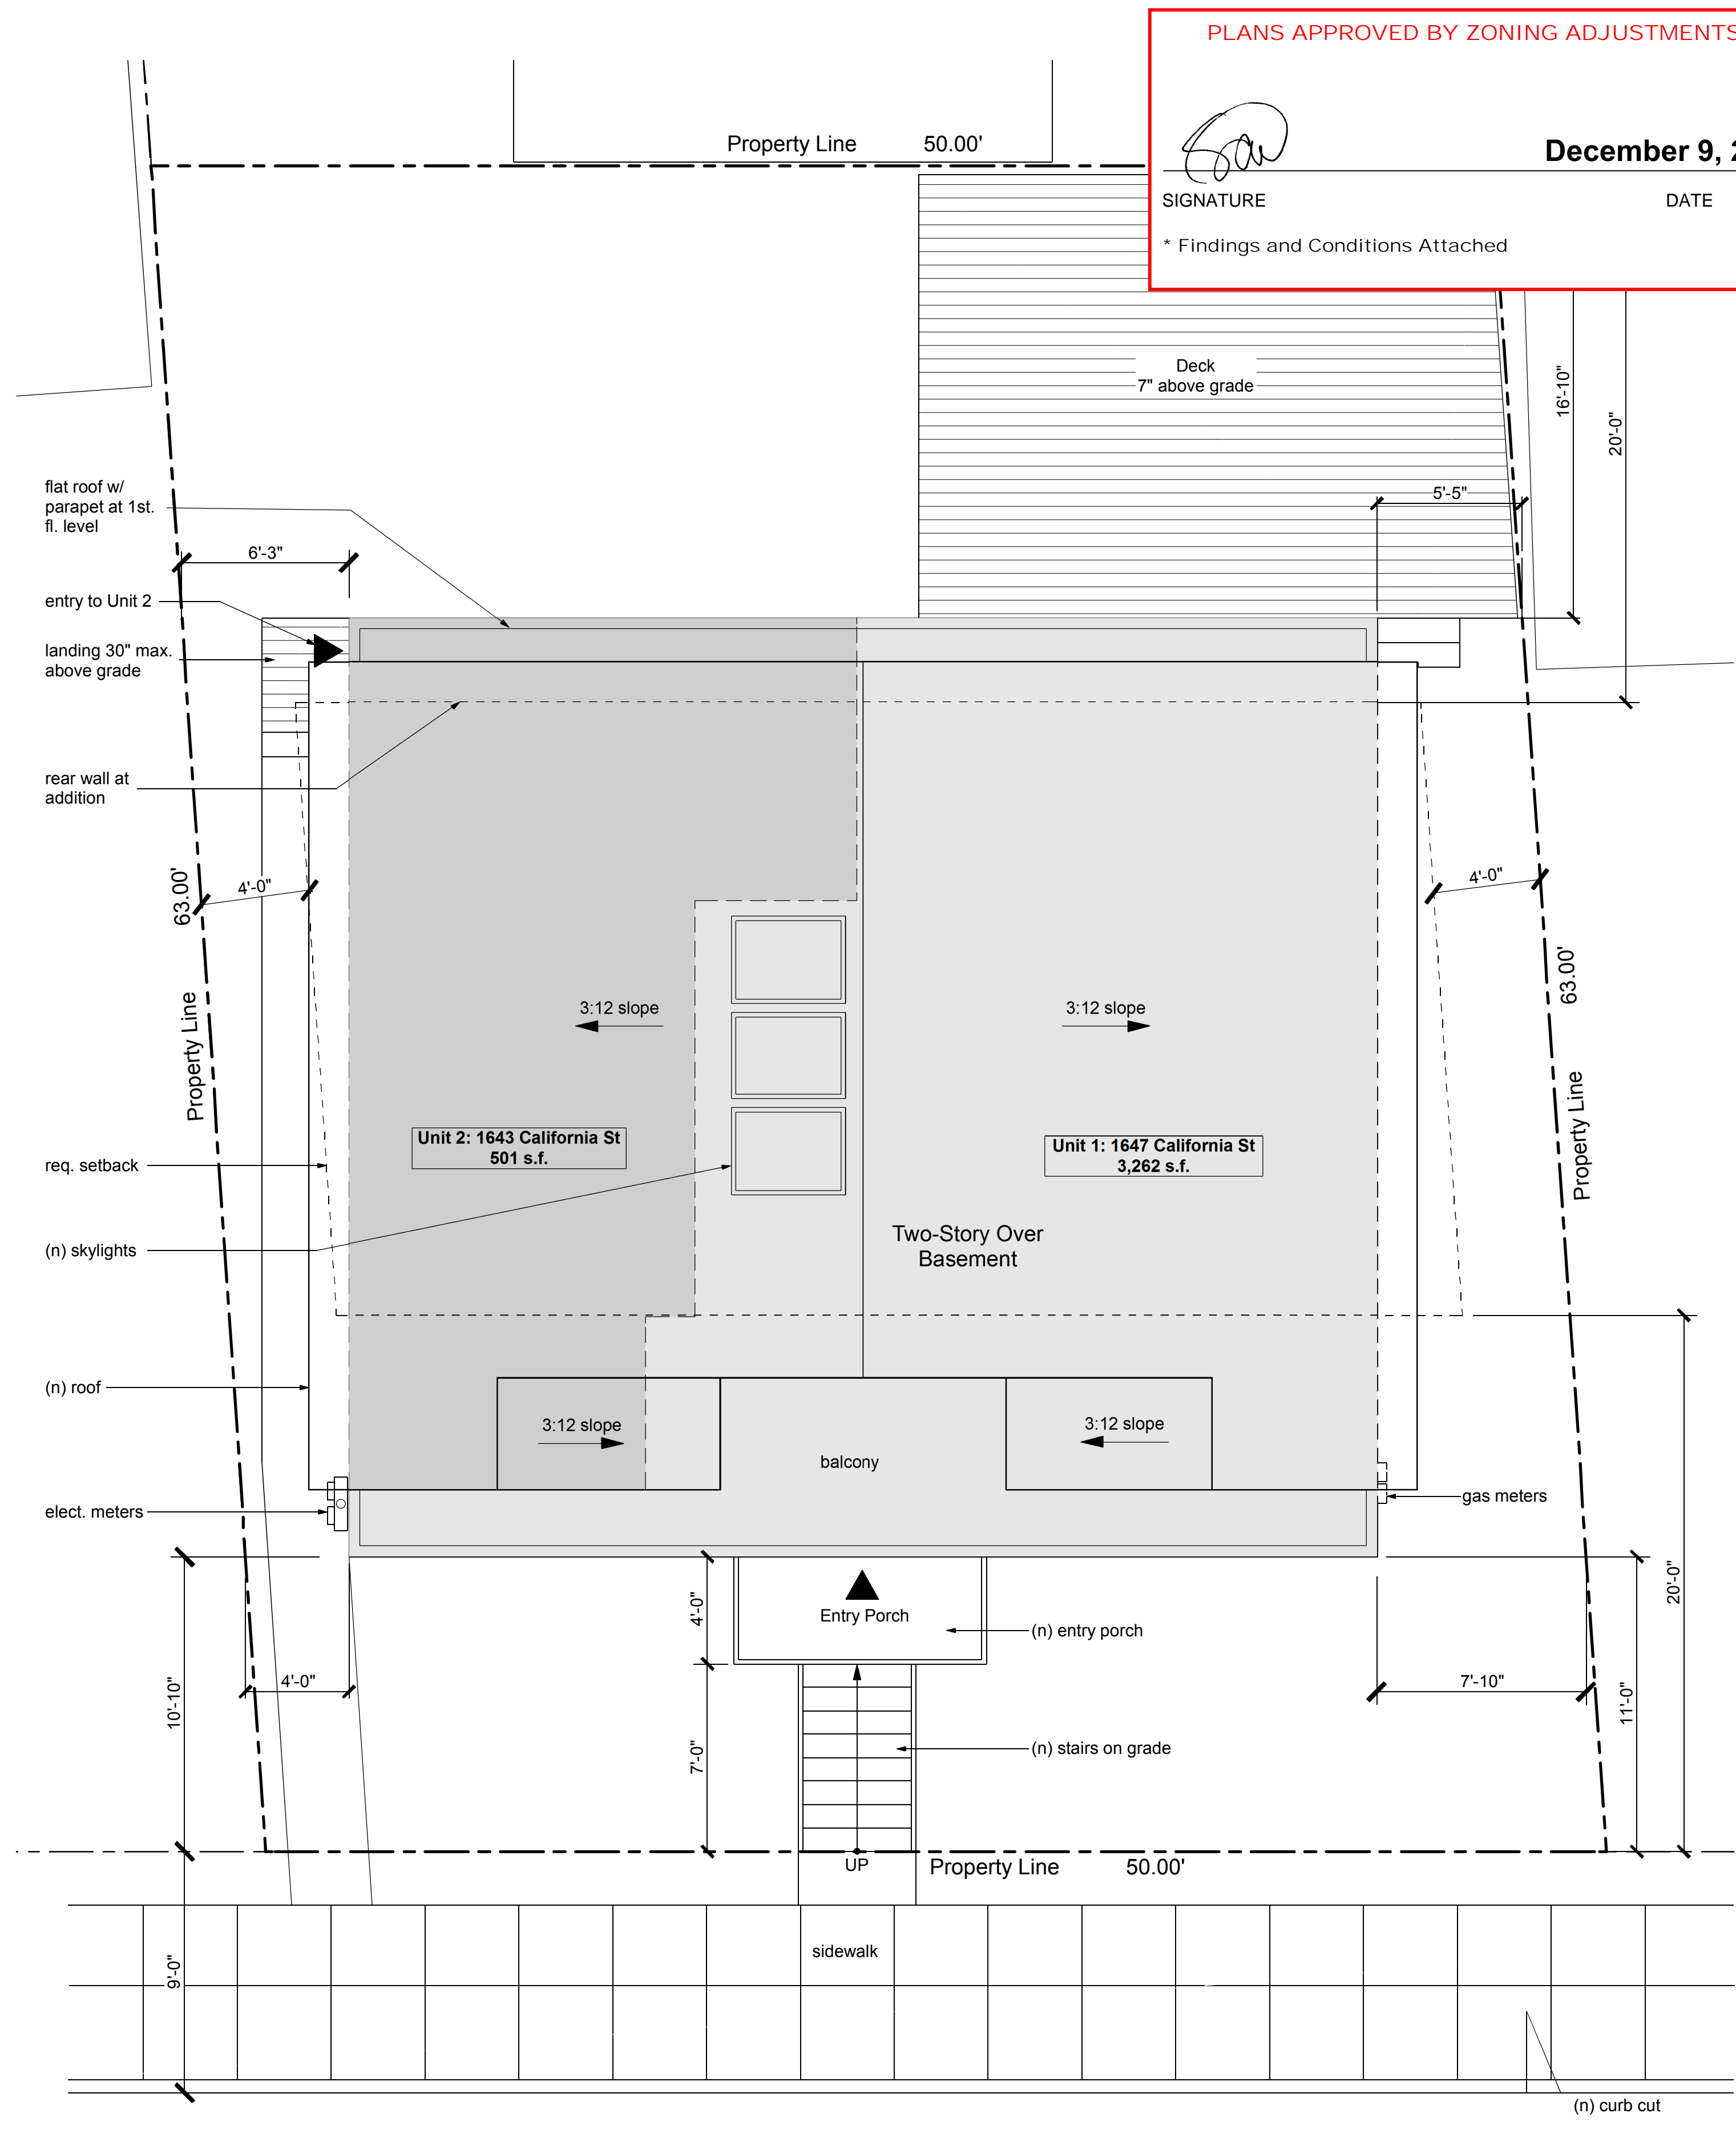 PLANS APPROVED BY ZONING ADJUSTMENTS
December 9,
SIGNATURE DATE
* Findings and Conditions Attached
Property Line 50.00'
Deck
7" above grade
16'-10"
20'-0"
5'-5"
flat roof w/
parapet at 1st.
fl. level
6'-3"
entry to Unit 2
landing 30" max.
above grade
rear wall at
addition
4'-0"
63.00'
Property Line
4'-0"
63.00'
Property Line
3:12 slope
3:12 slope
Unit 2: 1643 California St
501 s.f.
Unit 1: 1647 California St
3,262 s.f.
req. setback
(n) skylights
Two-Story Over
Basement
(n) roof
3:12 slope
3:12 slope
balcony
elect. meters
gas meters
4'-0"
Entry Porch
(n) entry porch
20'-0"
10'-10"
4'-0"
7'-10"
11'-0"
7'-0"
(n) stairs on grade
UP
Property Line 50.00'
sidewalk
9'-0"
(n) curb cut